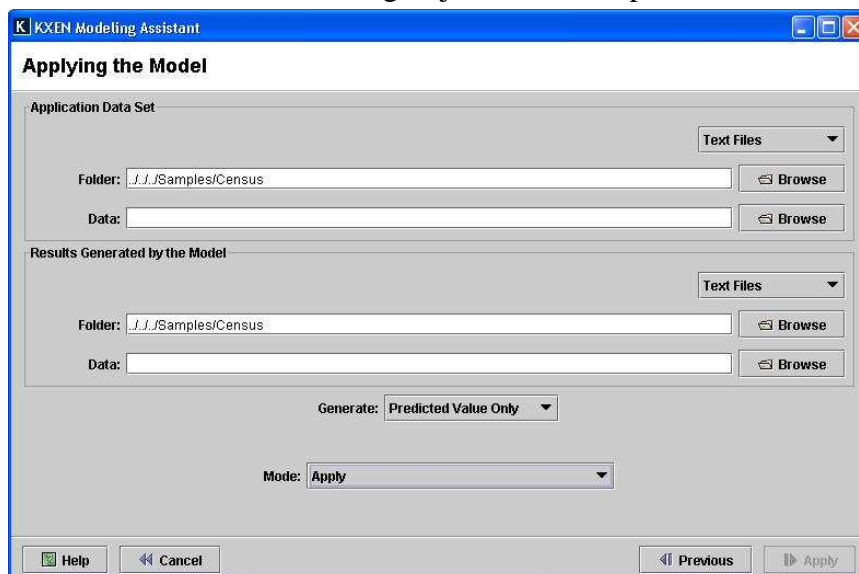 K KXEN Modeling Assistant
Applying the Model
Application Data Set
Text Files
Folder: ../../../Samples/Census Browse
Data: Browse
Results Generated by the Model
Text Files
Folder: ../../../Samples/Census Browse
Data: Browse
Generate: Predicted Value Only
Mode: Apply
Help Cancel Previous Apply